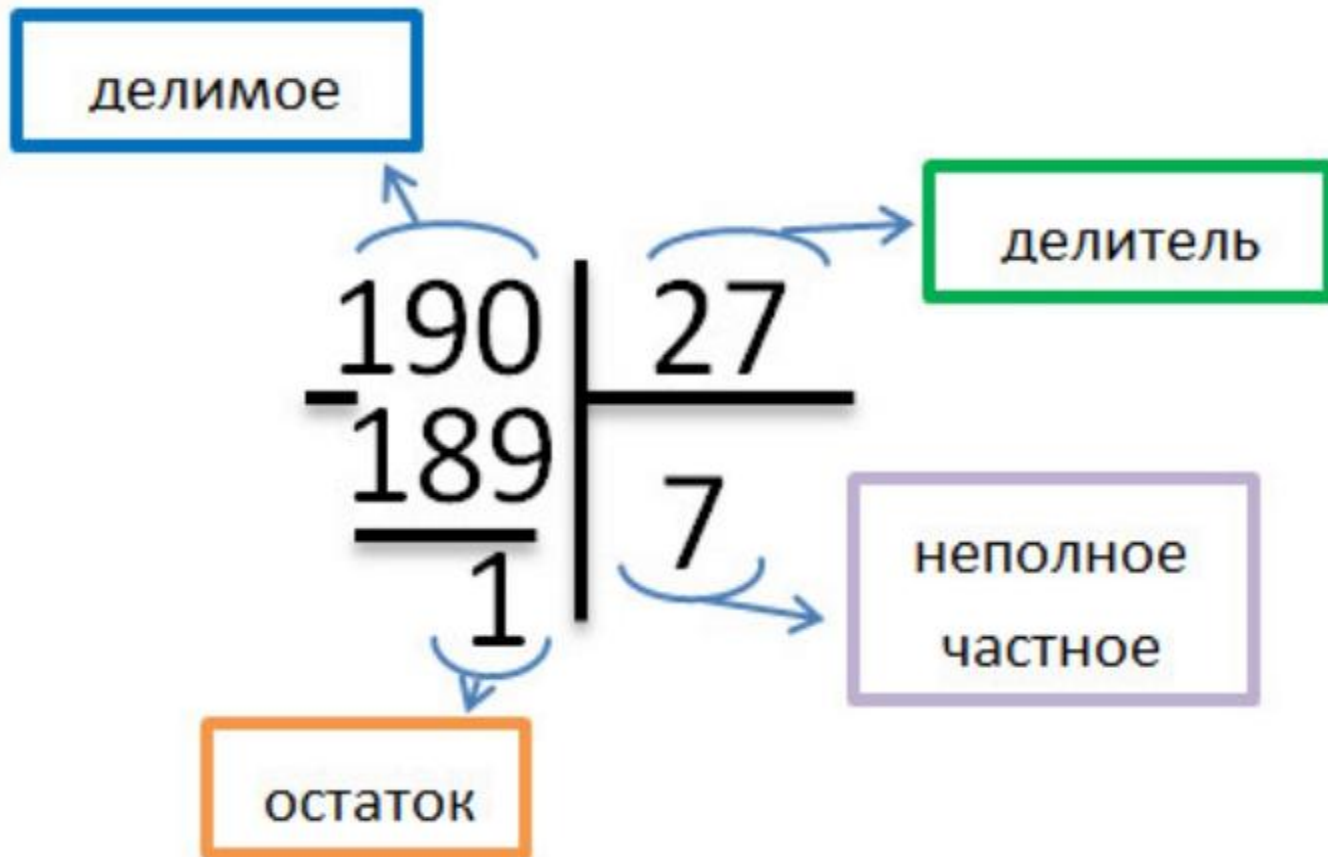 делимое
делитель
190 27
- 189
7
1
неполное
частное
остаток